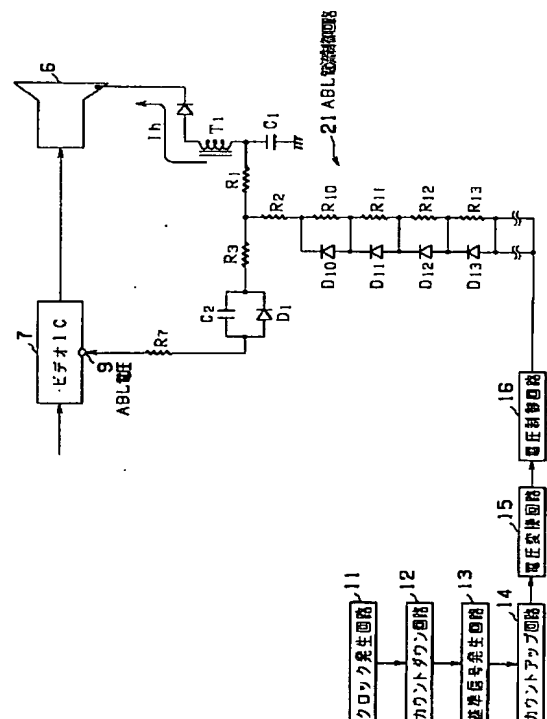 6
Ih
T1
C1
R1
R2
R3
C2
D1
R7
7
ビデオIC
9
ABL電圧
21 ABL電流制御回路
R10
R11
R12
R13
D10
D11
D12
D13
16
電圧制御回路
15
電圧変換回路
11
クロック発生回路
12
カウントダウン回路
13
基準信号発生回路
14
カウントアップ回路